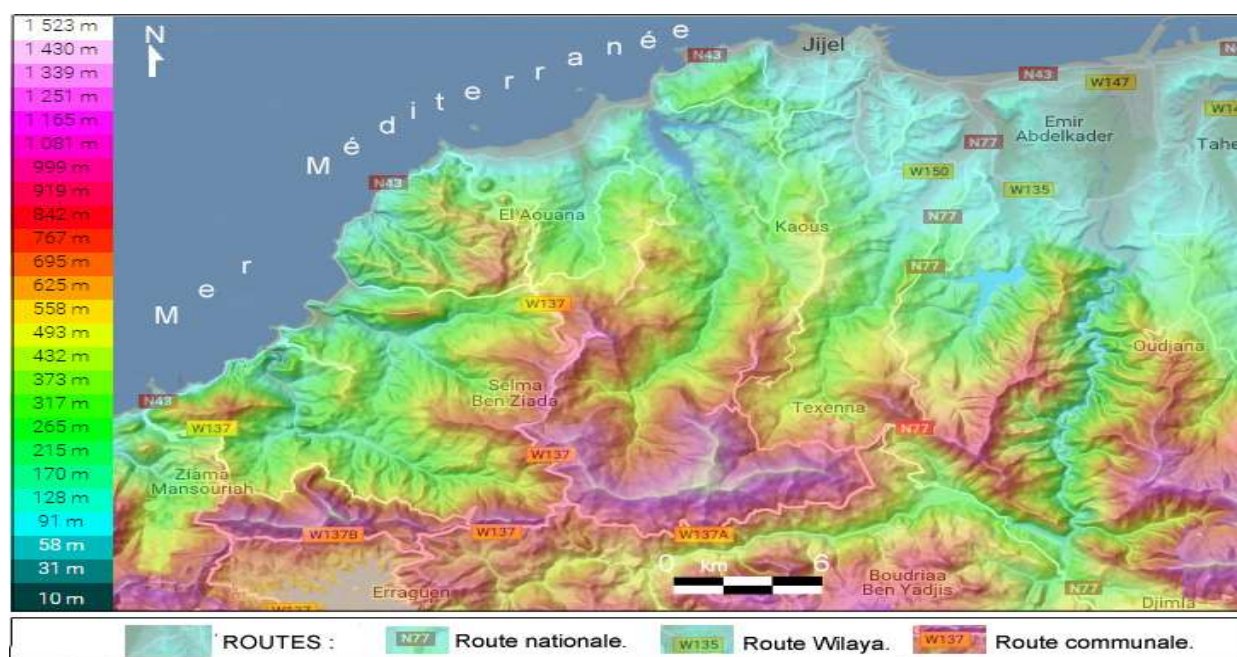 1 523 m
1 430 m
1 339 m
1 251 m
1 165 m
1 081 m
999 m
919 m
842 m
767 m
695 m
625 m
558 m
493 m
432 m
373 m
317 m
265 m
215 m
170 m
128 m
91 m
58 m
31 m
10 m
N
Mer Méditerranée
N43
Jijel
N43
W147
Emir
Abdelkader
N77
N43
W150
W135
El Aouana
Kaous
N77
N77
W137
Oudjana
Selma
Ben Ziada
Texenna
N43
W137
N77
W137
Ziama
Mansouriah
W137B
W137
W137A
0 km 6
Erraguen
Boudriaa
Ben Yadjis
N77
Djimla
W137
ROUTES :
N77
Route nationale.
W135
Route Wilaya.
W137
Route communale.